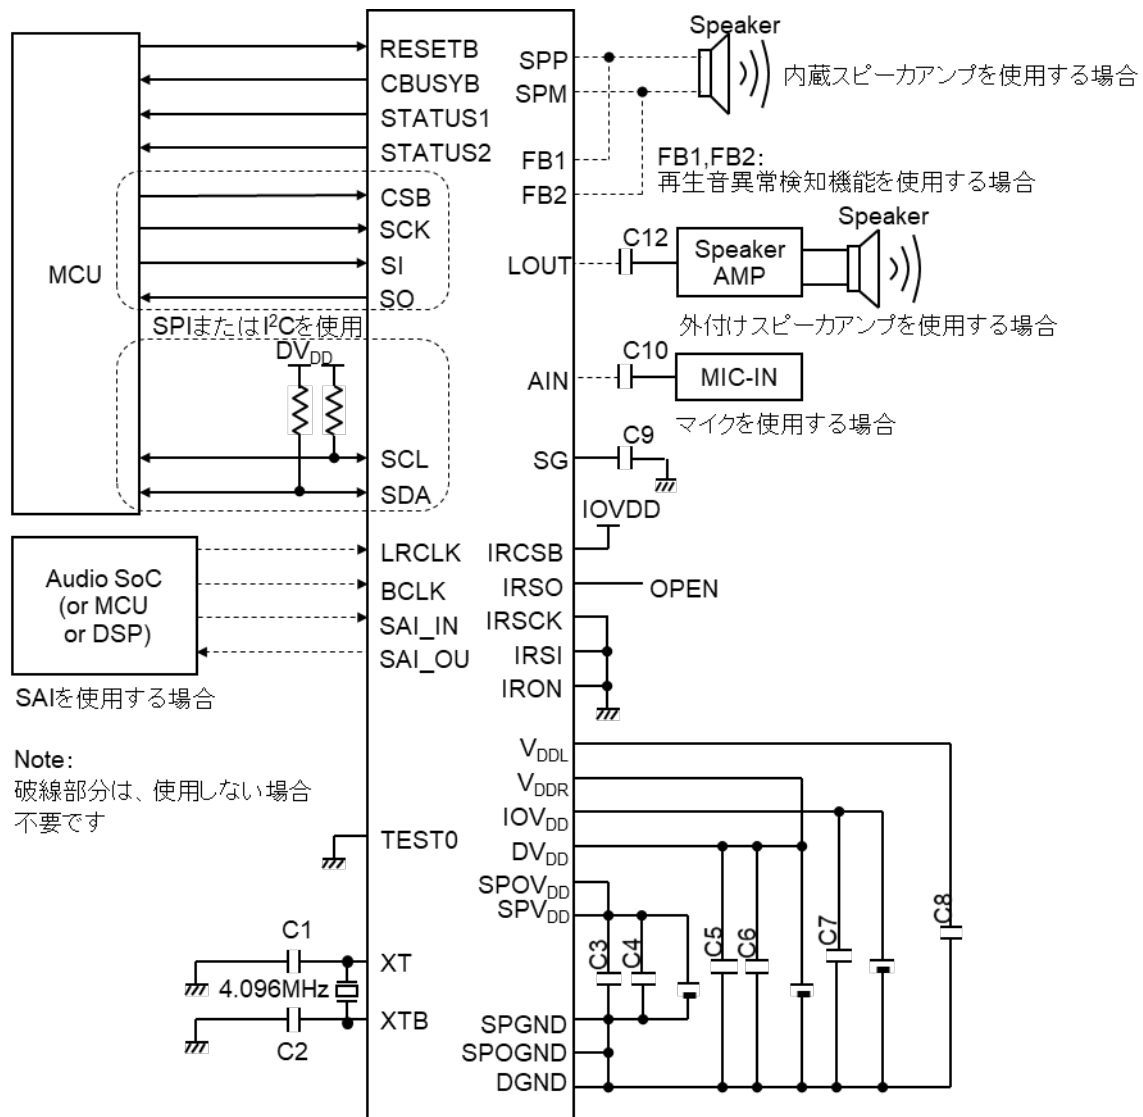 MCU
RESETB
CBUSYB
STATUS1
STATUS2
CSB
SCK
SI
SO
SPIまたはI²Cを使用
DVDD
SCL
SDA
Audio SoC
(or MCU
or DSP)
LRCLK
BCLK
SAI_IN
SAI_OU
SAIを使用する場合
Note:
破線部分は、使用しない場合
不要です
TEST0
C1
XT
4.096MHz
XTB
C2
Speaker
SPP
SPM
内蔵スピーカアンプを使用する場合
FB1
FB2
FB1,FB2:
再生音異常検知機能を使用する場合
Speaker
C12
LOUT
Speaker
AMP
外付けスピーカアンプを使用する場合
C10
AIN
MIC-IN
マイクを使用する場合
C9
SG
IOVDD
IRCSB
IRSO
OPEN
IRSCK
IRSI
IRON
VDDL
VDDR
IOVDD
DVDD
SPOVDD
SPVDD
C3
C4
C5
C6
C7
C8
SPGND
SPOGND
DGND